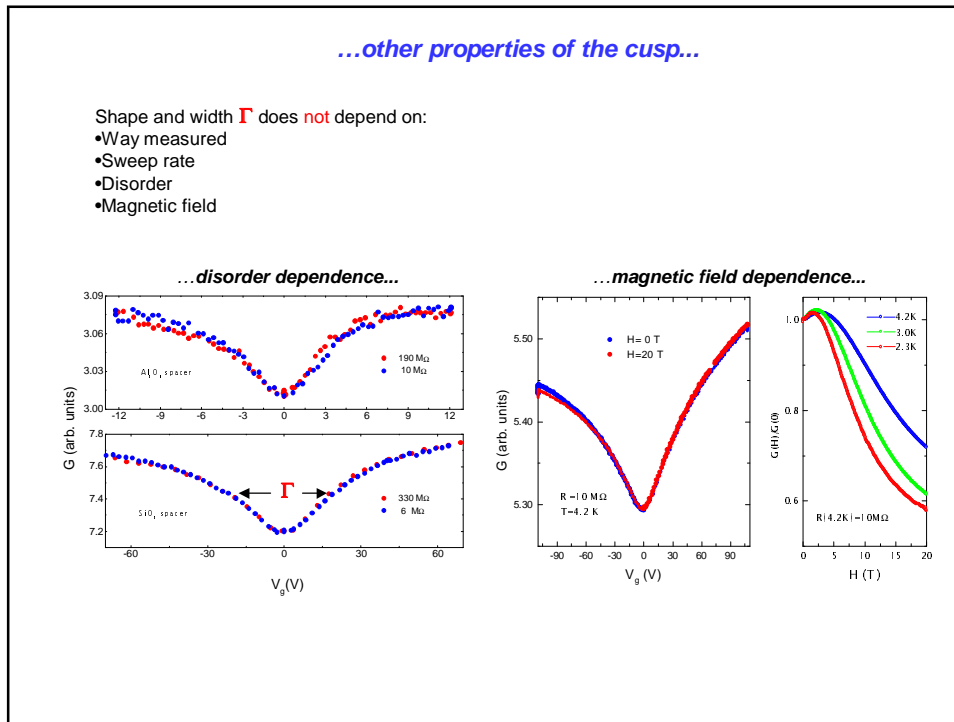 …other properties of the cusp...
Shape and width Γ does not depend on:
•Way measured
•Sweep rate
•Disorder
•Magnetic field
…disorder dependence...
3.09
3.06
3.03
3.00
190 MΩ
10 MΩ
spacer
-12 -9 -6 -3 0 3 6 9 12
G (arb. units)
7.8
7.6
7.4
7.2
Γ
330 MΩ
6 MΩ
spacer
-60 -30 0 30 60
Vg(V)
…magnetic field dependence...
5.50
5.40
5.30
G (arb. units)
H= 0 T
H=20 T
R =10 MΩ
T=4.2 K
-90 -60 -30 0 30 60 90
Vg (V)
1.0
0.8
0.6
G(H)/G(0)
4.2K
3.0K
2.3K
R(4.2K)=10MΩ
0 5 10 15 20
H (T)